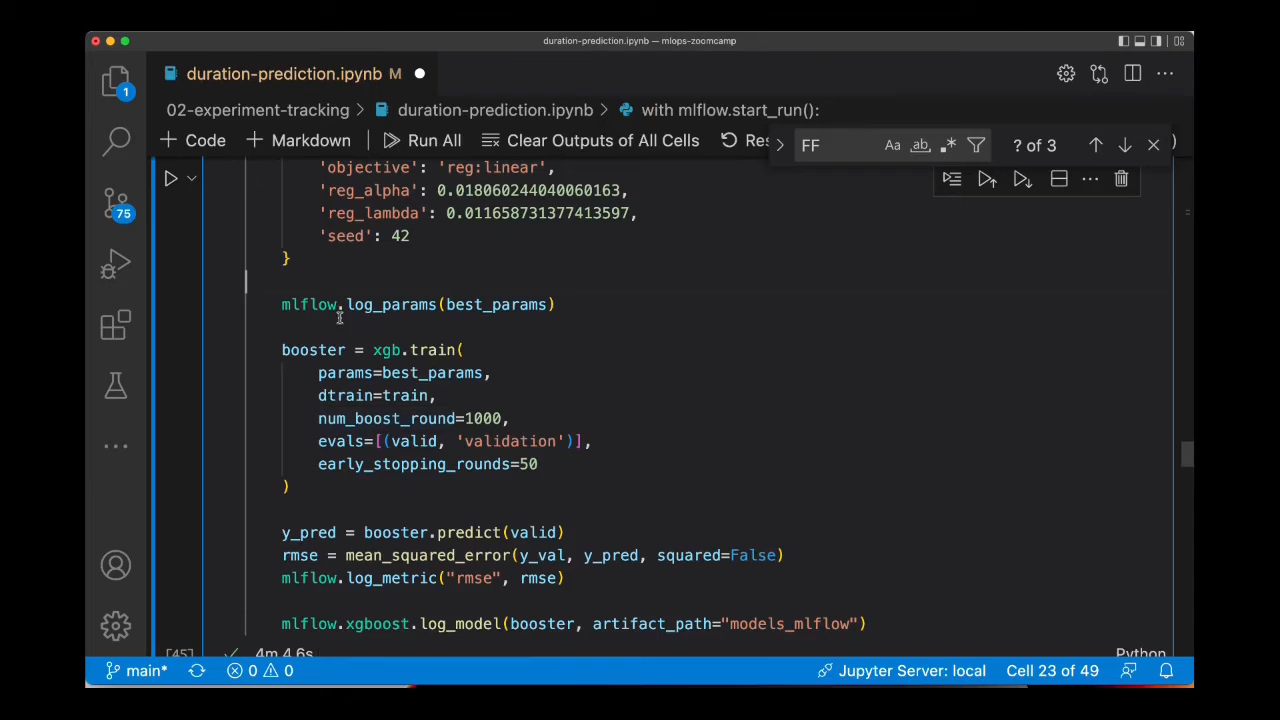 duration-prediction.ipynb — mlops-zoomcamp
duration-prediction.ipynb M
02-experiment-tracking > duration-prediction.ipynb > with mlflow.start_run():
+ Code + Markdown Run All Clear Outputs of All Cells
FF Aa ab ? of 3
1
75
'objective': 'reg:linear',
'reg_alpha': 0.018060244040060163,
'reg_lambda': 0.011658731377413597,
'seed': 42
}
mlflow.log_params(best_params)
booster = xgb.train(
params=best_params,
dtrain=train,
num_boost_round=1000,
evals=[(valid, 'validation')],
early_stopping_rounds=50
)
y_pred = booster.predict(valid)
rmse = mean_squared_error(y_val, y_pred, squared=False)
mlflow.log_metric("rmse", rmse)
mlflow.xgboost.log_model(booster, artifact_path="models_mlflow")
[45] 4m 4.6s Python
main* 0 0 Jupyter Server: local Cell 23 of 49